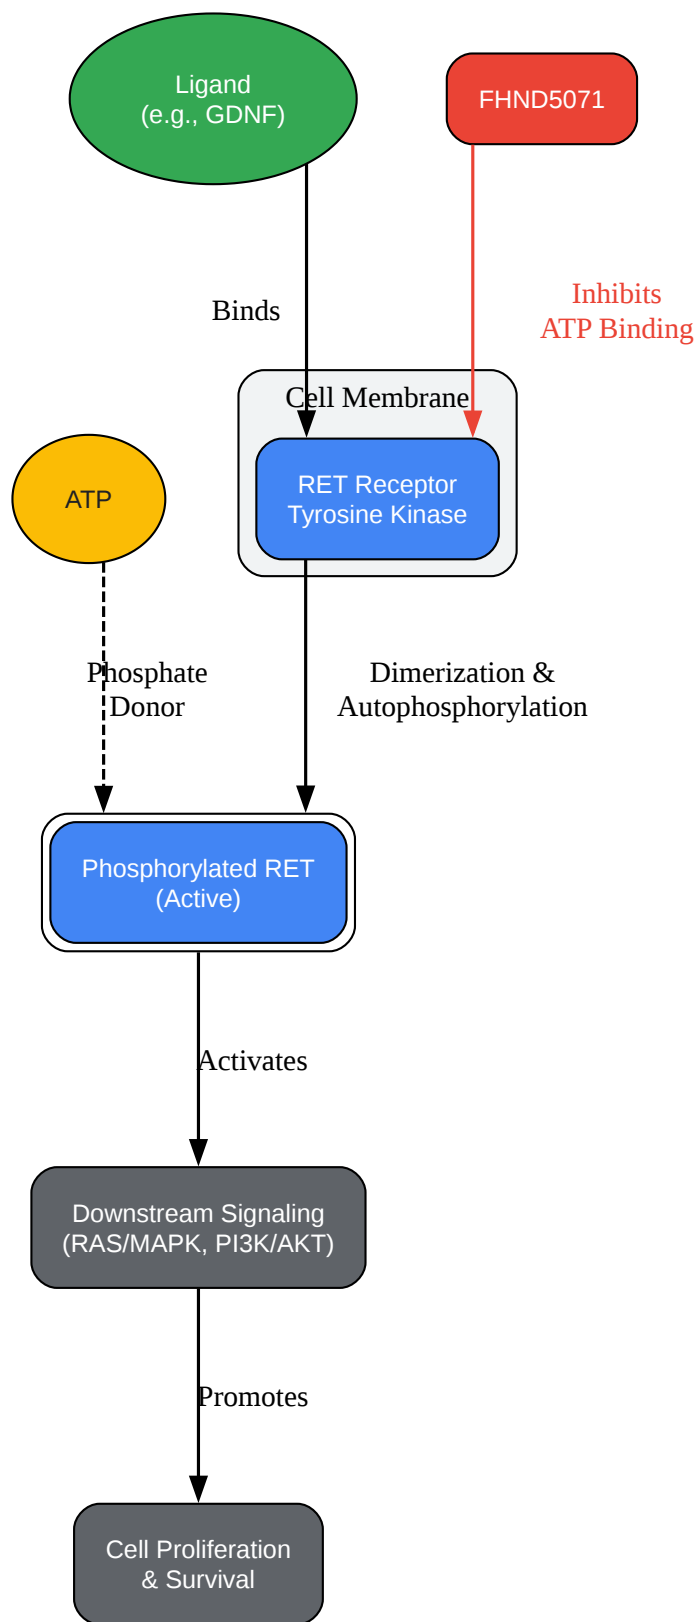 Ligand
(e.g., GDNF)
FHND5071
Binds
Inhibits
ATP Binding
Cell Membrane
RET Receptor
Tyrosine Kinase
ATP
Phosphate
Donor
Dimerization &
Autophosphorylation
Phosphorylated RET
(Active)
Activates
Downstream Signaling
(RAS/MAPK, PI3K/AKT)
Promotes
Cell Proliferation
& Survival